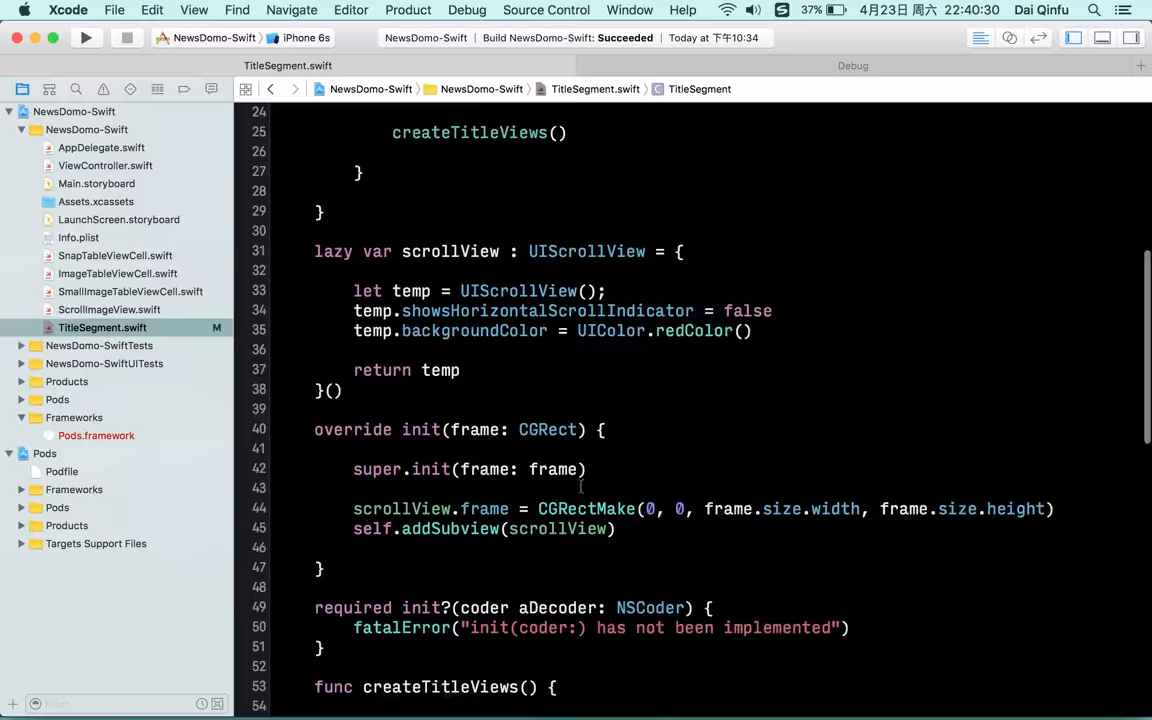 Xcode File Edit View Find Navigate Editor Product Debug Source Control Window Help 37% 4月23日 周六 22:40:30 Dai Qinfu
NewsDomo-Swift iPhone 6s NewsDomo-Swift Build NewsDomo-Swift: Succeeded Today at 下午10:34
TitleSegment.swift Debug
NewsDomo-Swift NewsDomo-Swift TitleSegment.swift C TitleSegment
NewsDomo-Swift
NewsDomo-Swift
AppDelegate.swift
ViewController.swift
Main.storyboard
Assets.xcassets
LaunchScreen.storyboard
Info.plist
SnapTableViewCell.swift
ImageTableViewCell.swift
SmallImageTableViewCell.swift
ScrollImageView.swift
TitleSegment.swift M
NewsDomo-SwiftTests
NewsDomo-SwiftUITests
Products
Pods
Frameworks
Pods.framework
Pods
Podfile
Frameworks
Pods
Products
Targets Support Files
Filter
24
25 createTitleViews()
26
27 }
28
29 }
30
31 lazy var scrollView : UIScrollView = {
32
33 let temp = UIScrollView();
34 temp.showsHorizontalScrollIndicator = false
35 temp.backgroundColor = UIColor.redColor()
36
37 return temp
38 }()
39
40 override init(frame: CGRect) {
41
42 super.init(frame: frame)
43
44 scrollView.frame = CGRectMake(0, 0, frame.size.width, frame.size.height)
45 self.addSubview(scrollView)
46
47 }
48
49 required init?(coder aDecoder: NSCoder) {
50 fatalError("init(coder:) has not been implemented")
51 }
52
53 func createTitleViews() {
54